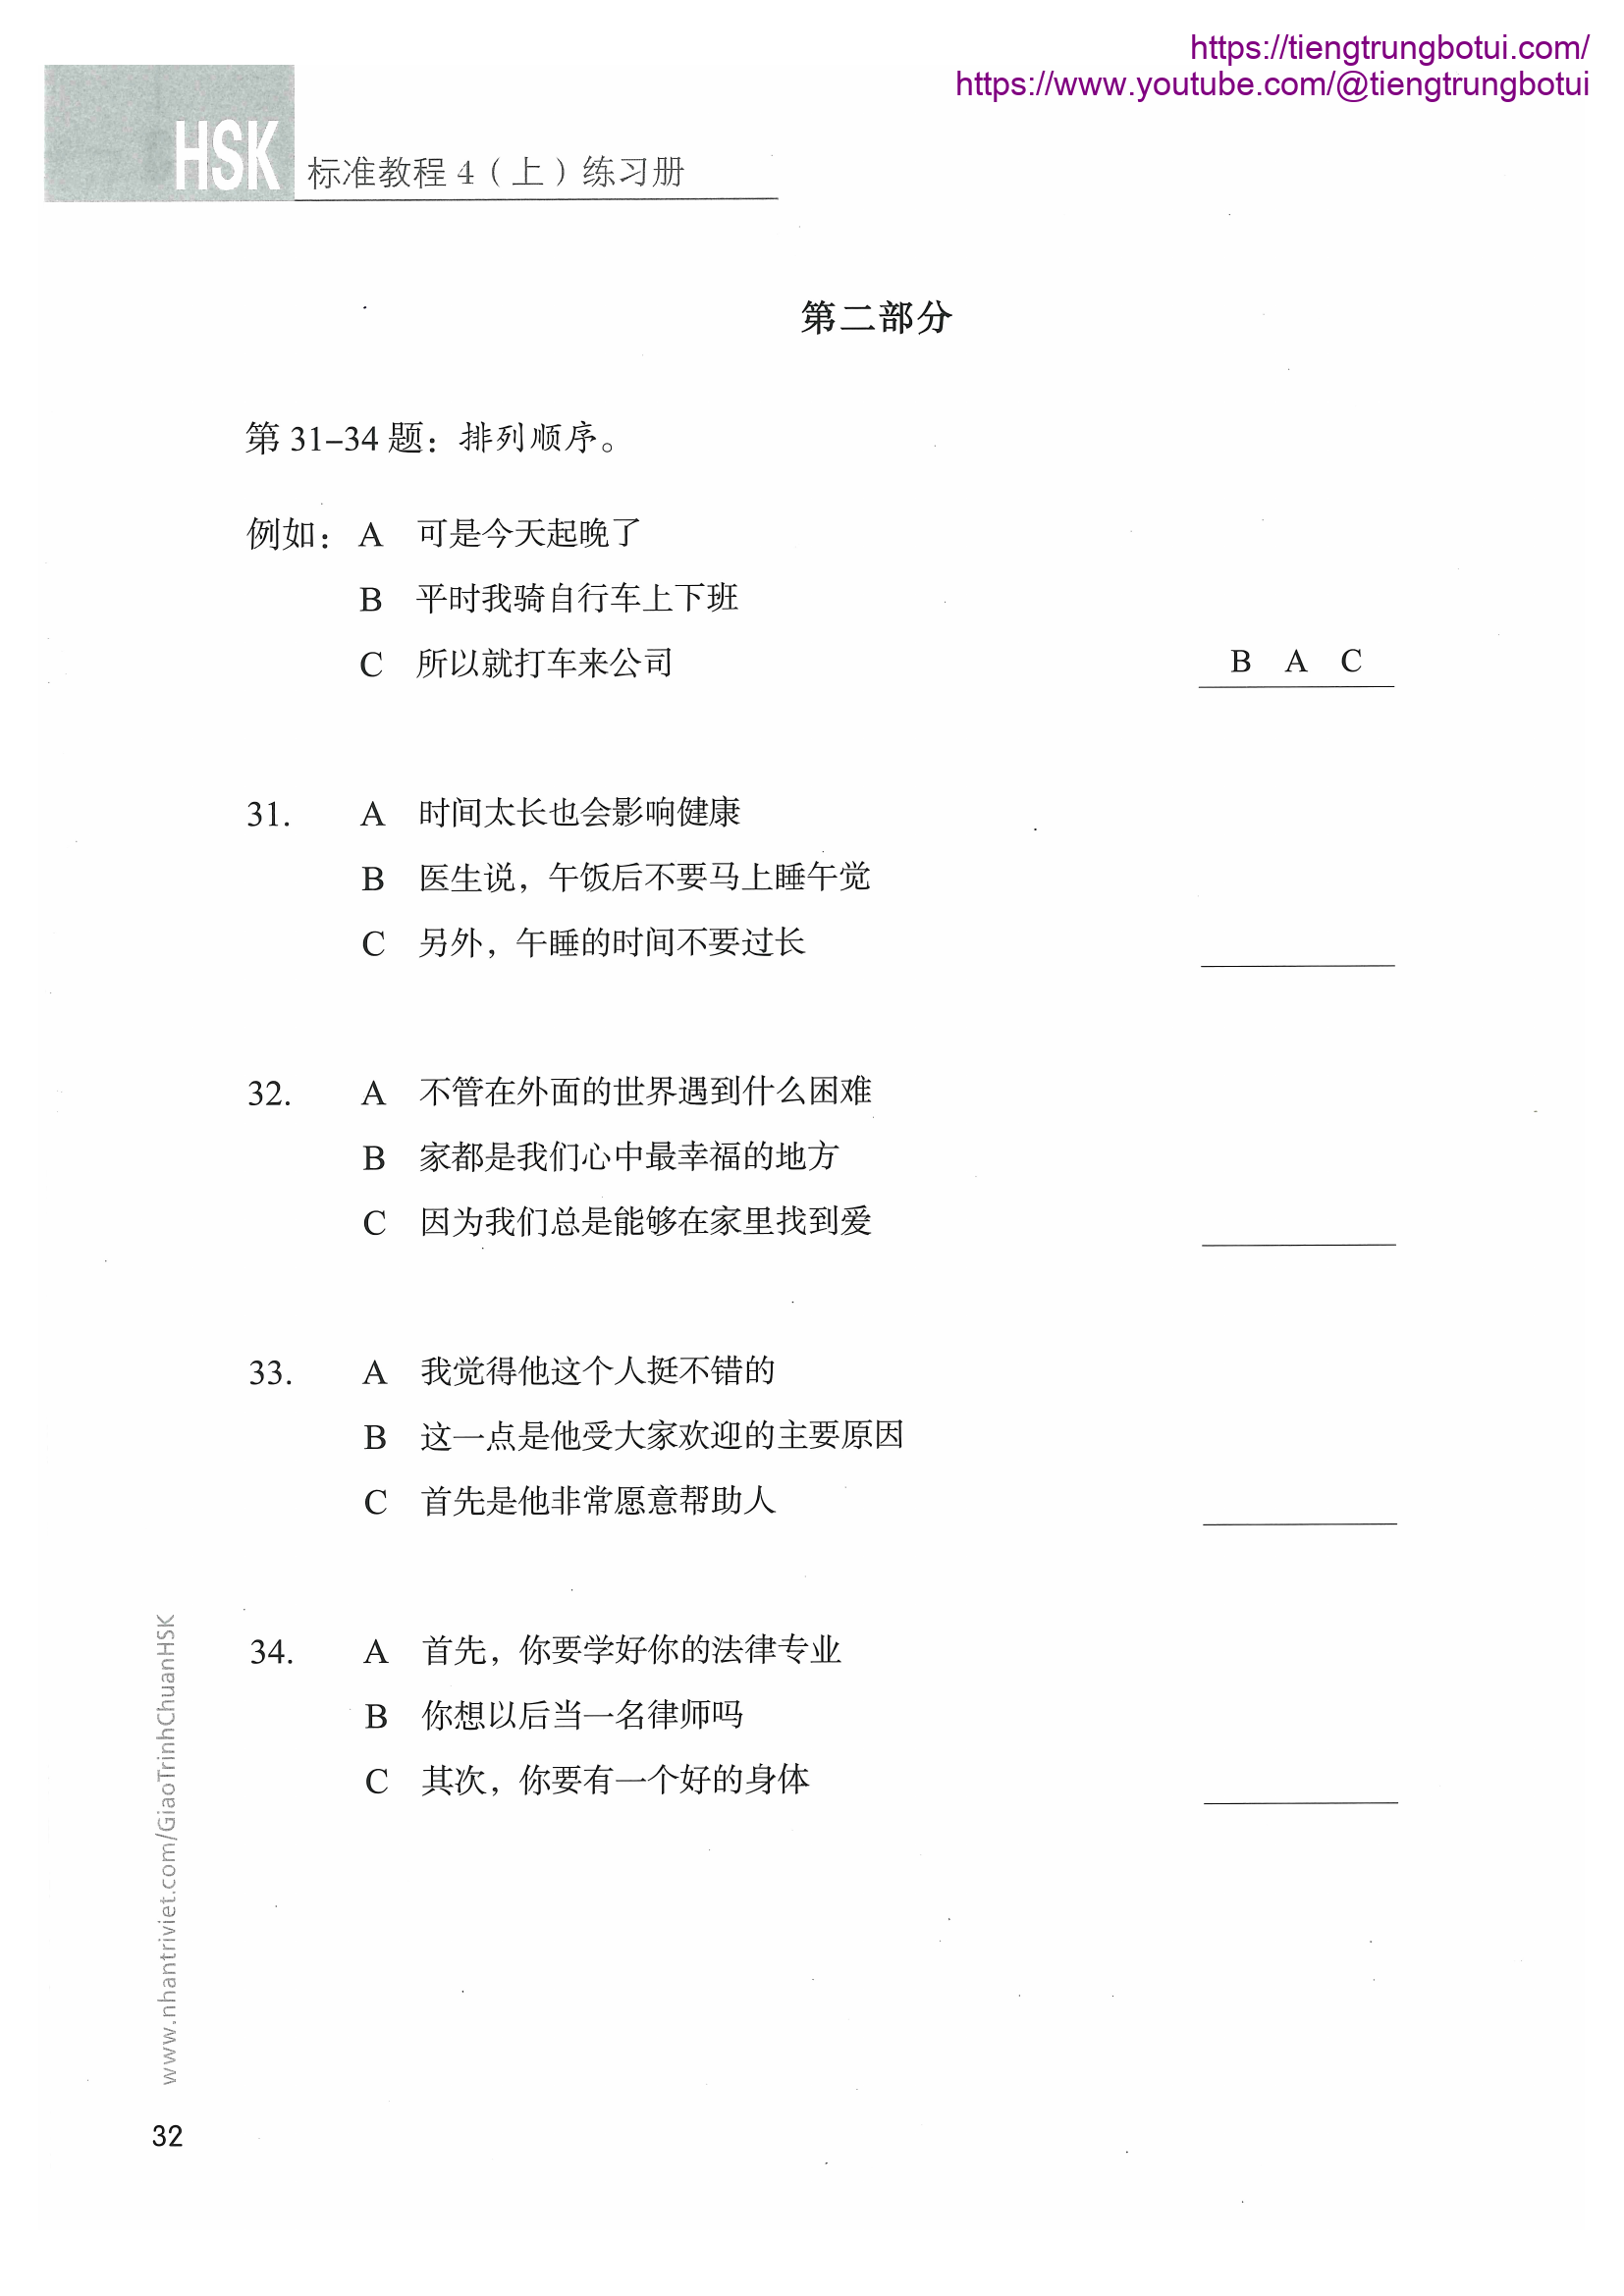 https://tiengtrungbotui.com/
https://www.youtube.com/@tiengtrungbotui
HSK 标准教程 4（上）练习册
第二部分
第 31–34 题：排列顺序。
例如： A 可是今天起晚了
B 平时我骑自行车上下班
C 所以就打车来公司 B A C
31. A 时间太长也会影响健康
B 医生说，午饭后不要马上睡午觉
C 另外，午睡的时间不要过长
32. A 不管在外面的世界遇到什么困难
B 家都是我们心中最幸福的地方
C 因为我们总是能够在家里找到爱
33. A 我觉得他这个人挺不错的
B 这一点是他受大家欢迎的主要原因
C 首先是他非常愿意帮助人
34. A 首先，你要学好你的法律专业
B 你想以后当一名律师吗
C 其次，你要有一个好的身体
www.nhantriviet.com/GiaoTrinhChuanHSK
32